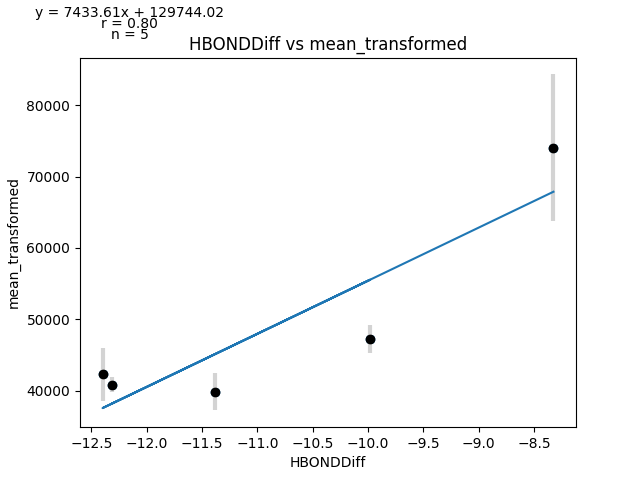 y = 7433.61x + 129744.02
r = 0.80
n = 5
HBONDDiff vs mean_transformed
mean_transformed
80000
70000
60000
50000
40000
−12.5 −12.0 −11.5 −11.0 −10.5 −10.0 −9.5 −9.0 −8.5
HBONDDiff